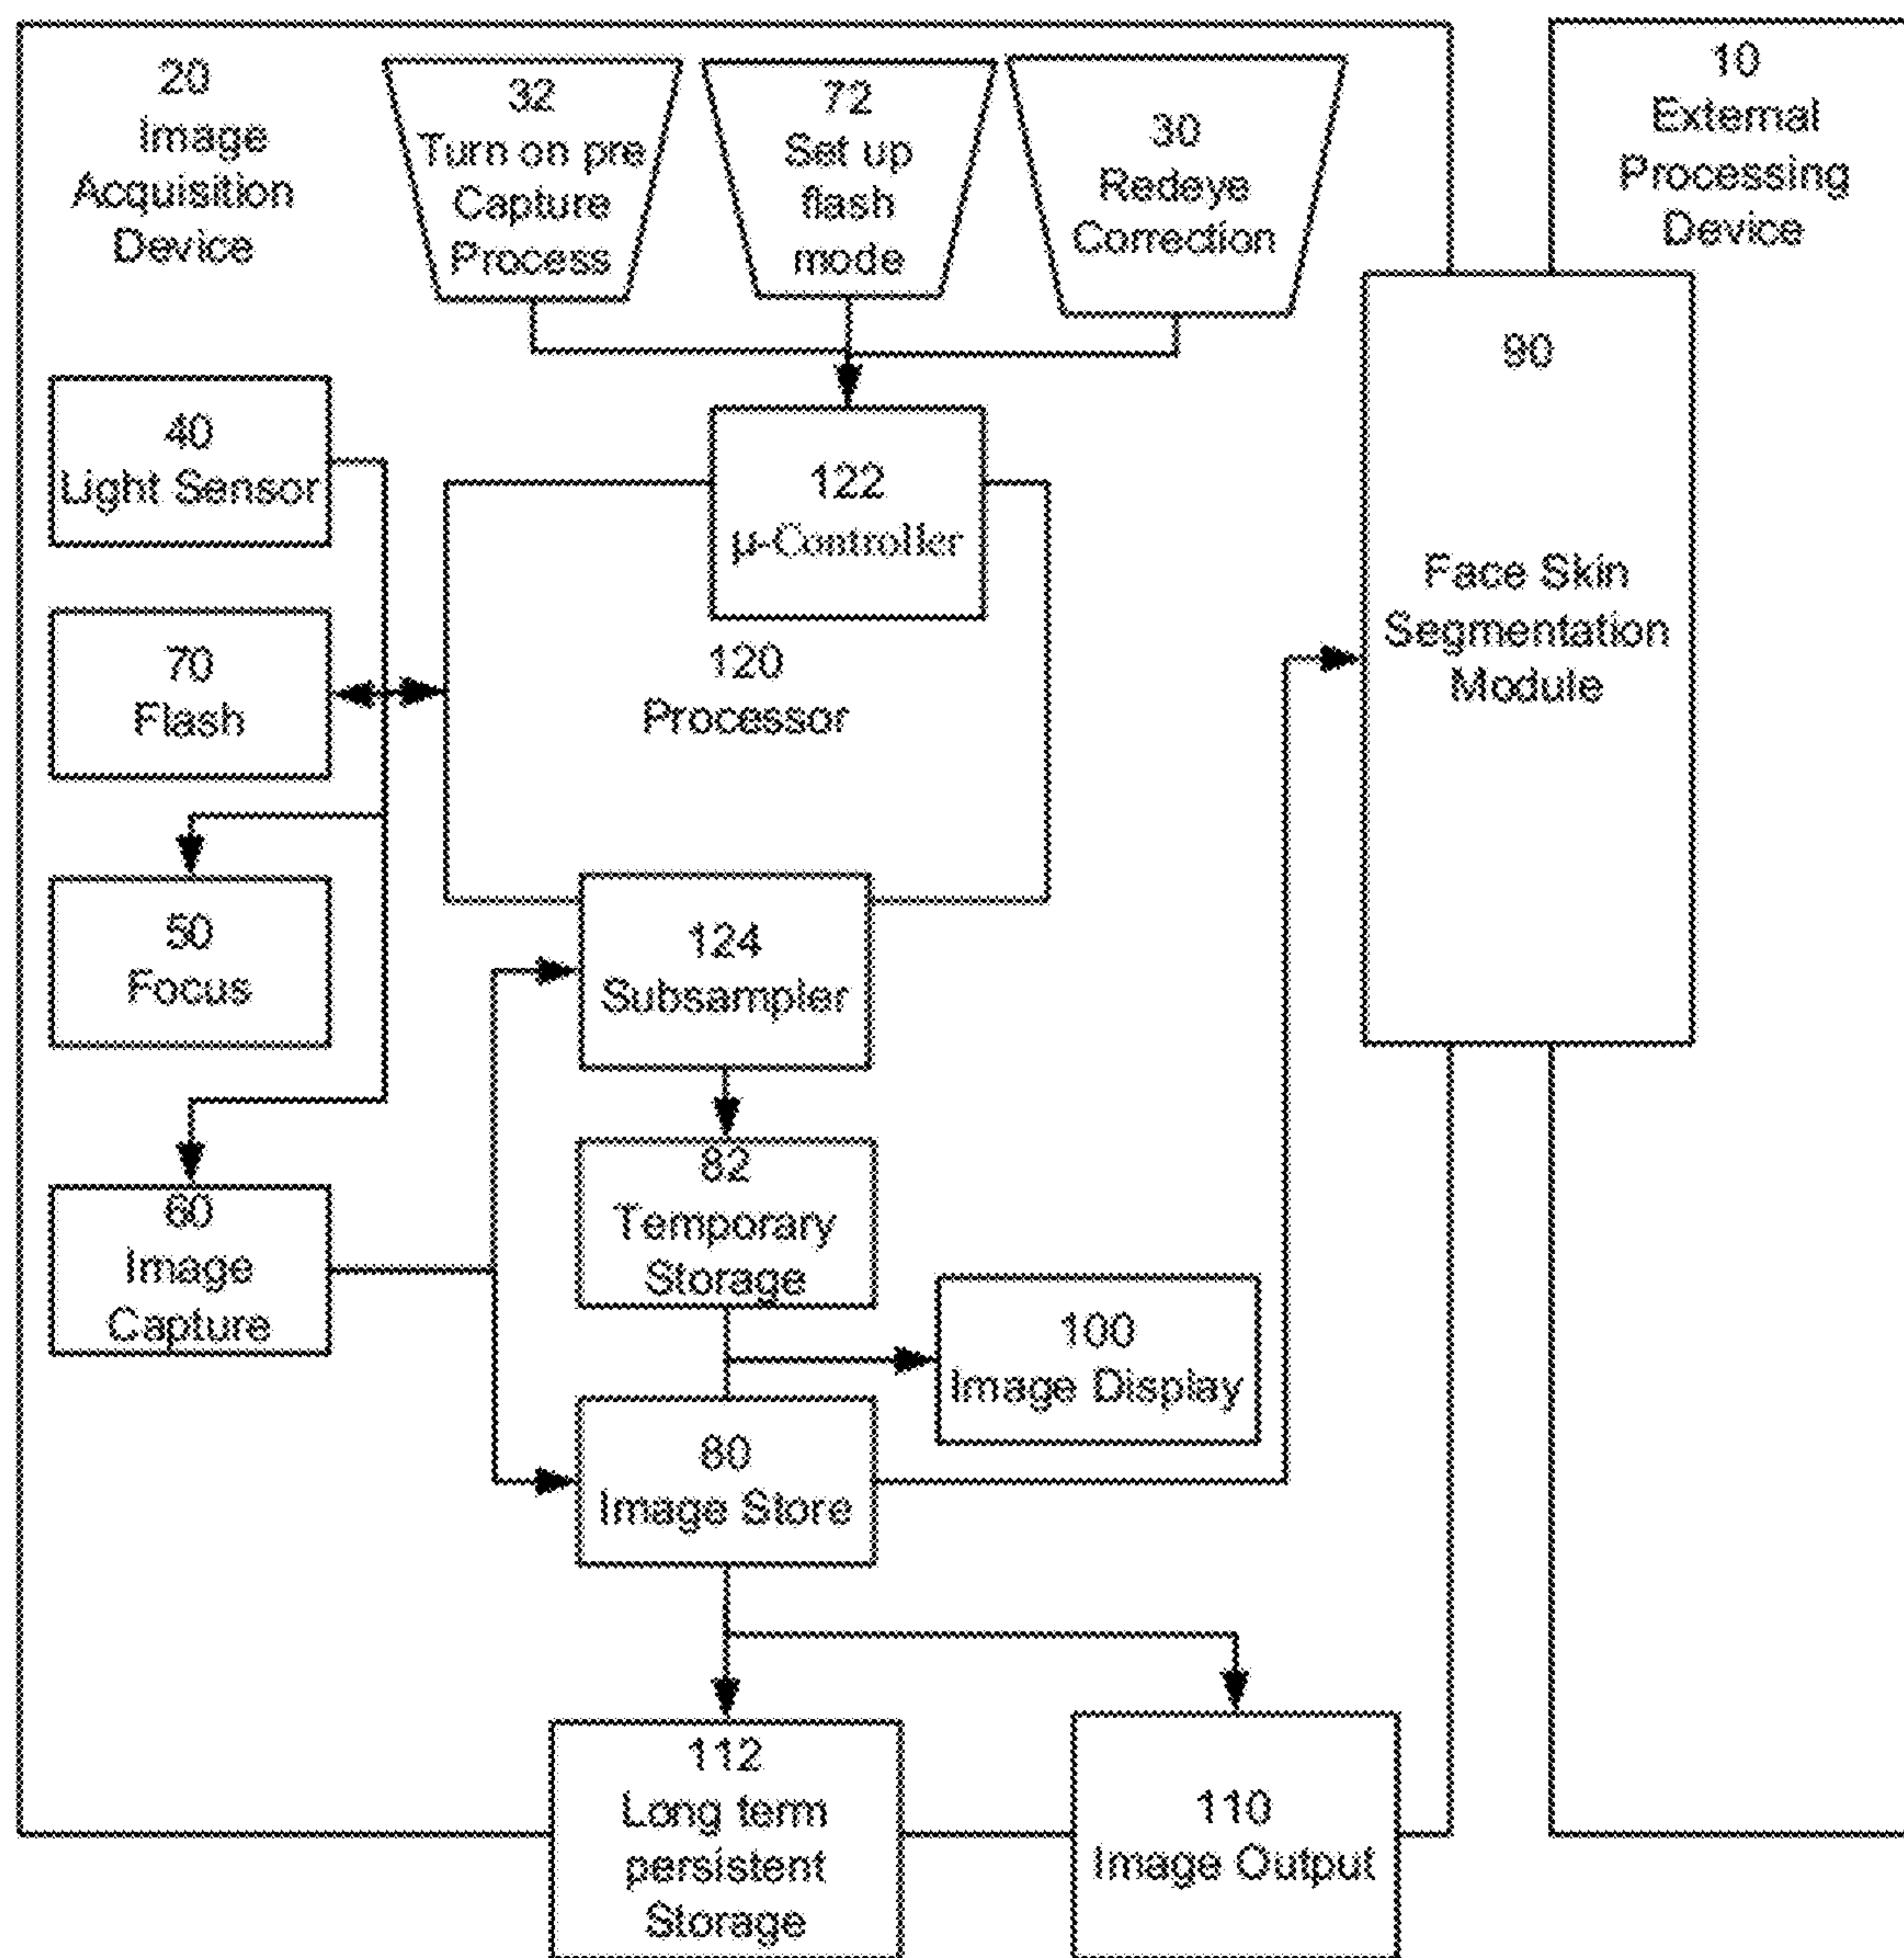 20
Image
Acquisition
Device
32
Turn on pre
Capture
Process
72
Set up
flash
mode
30
Redeye
Correction
10
External
Processing
Device
40
Light Sensor
122
µ-Controller
90
Face Skin
Segmentation
Module
70
Flash
120
Processor
50
Focus
124
Subsampler
60
Image
Capture
82
Temporary
Storage
100
Image Display
80
Image Store
112
Long term
persistent
Storage
110
Image Output